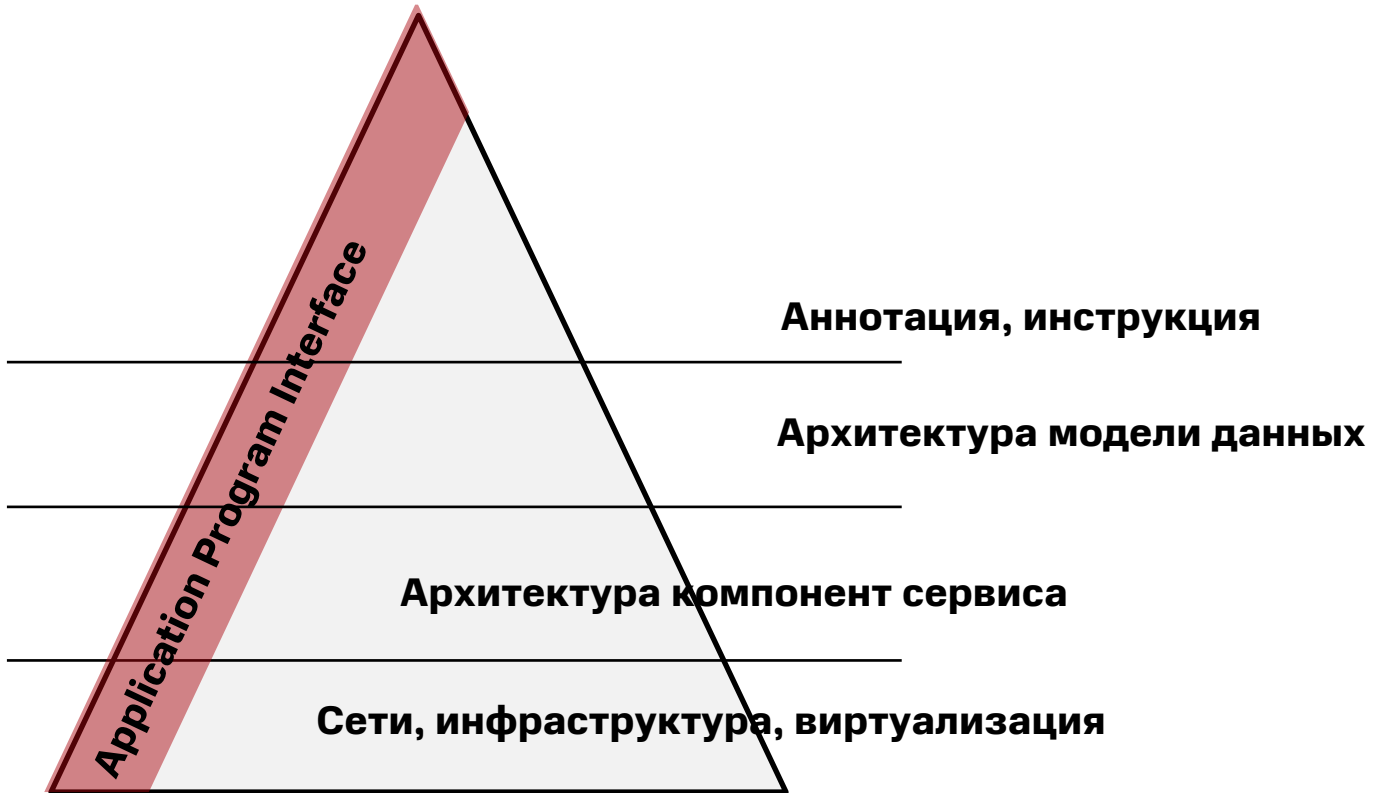 Application Program Interface
Аннотация, инструкция
Архитектура модели данных
Архитектура компонент сервиса
Сети, инфраструктура, виртуализация